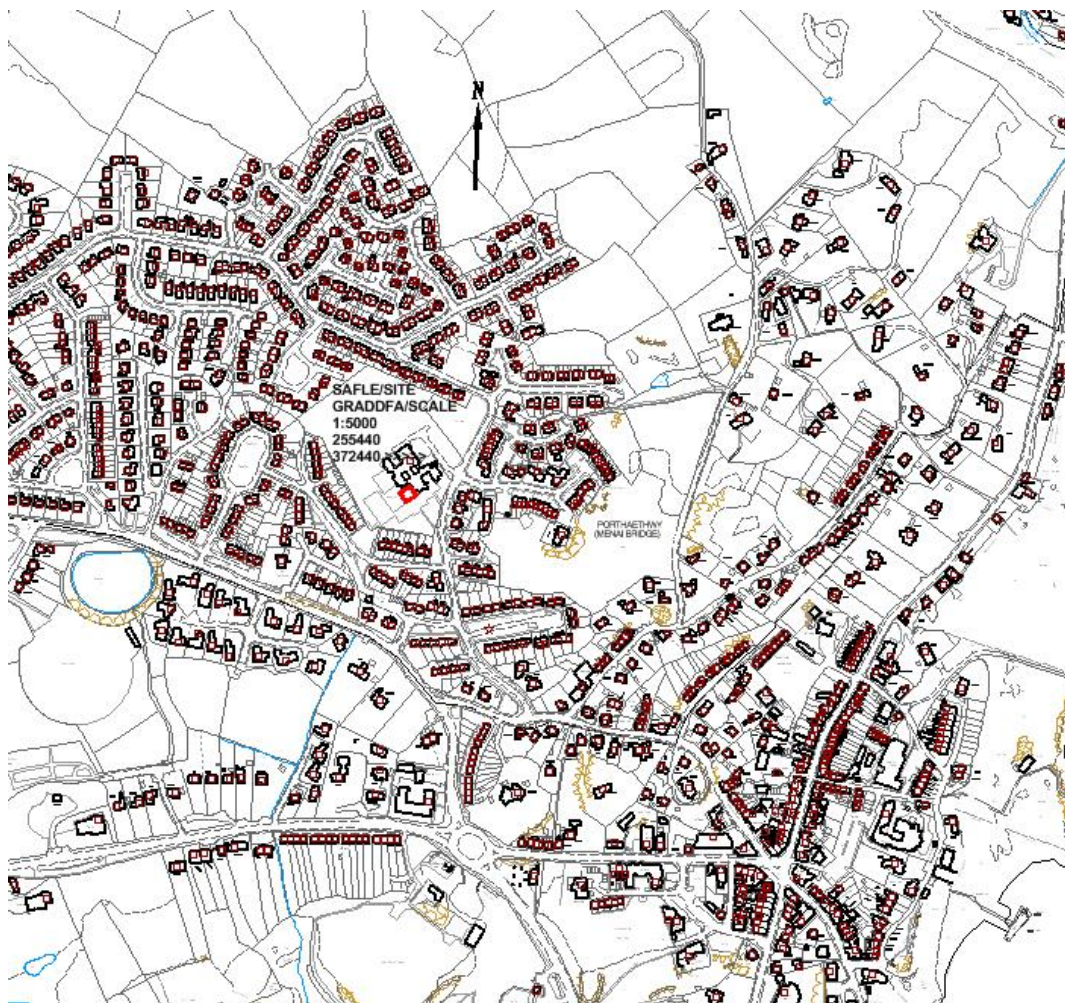 N
SAFLE/SITE
GRADDFA/SCALE
1:5000
255440
372440
PORTHAETHWY
(MENAI BRIDGE)